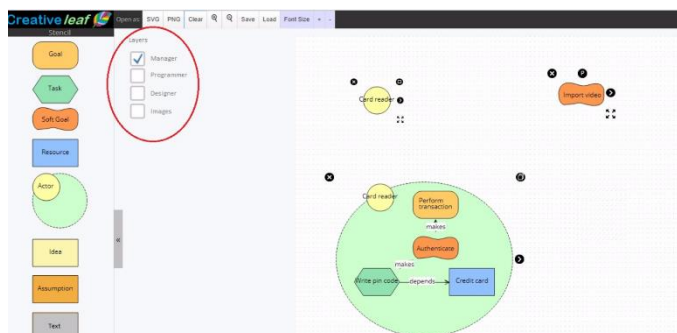 Creative leaf
Open as: SVG PNG Clear Save Load Font Size + -
Stencil
Goal
Task
Soft Goal
Resource
Actor
Idea
Assumption
Text
Layers
Manager
Programmer
Designer
Images
«
Card reader
P
Import video
Card reader
Perform
transaction
makes
Authenticate
makes
Write pin code
depends
Credit card